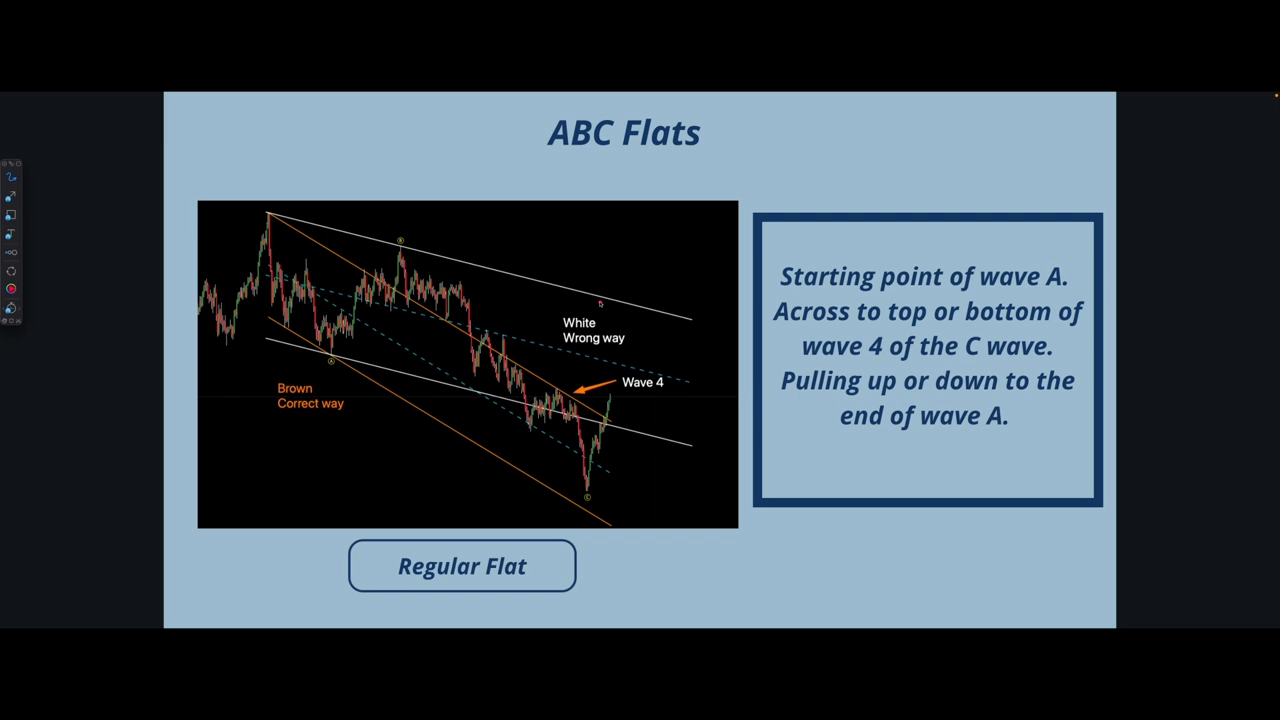 ABC Flats
B
White
Wrong way
Wave 4
A
Brown
Correct way
C
Regular Flat
Starting point of wave A.
Across to top or bottom of
wave 4 of the C wave.
Pulling up or down to the
end of wave A.